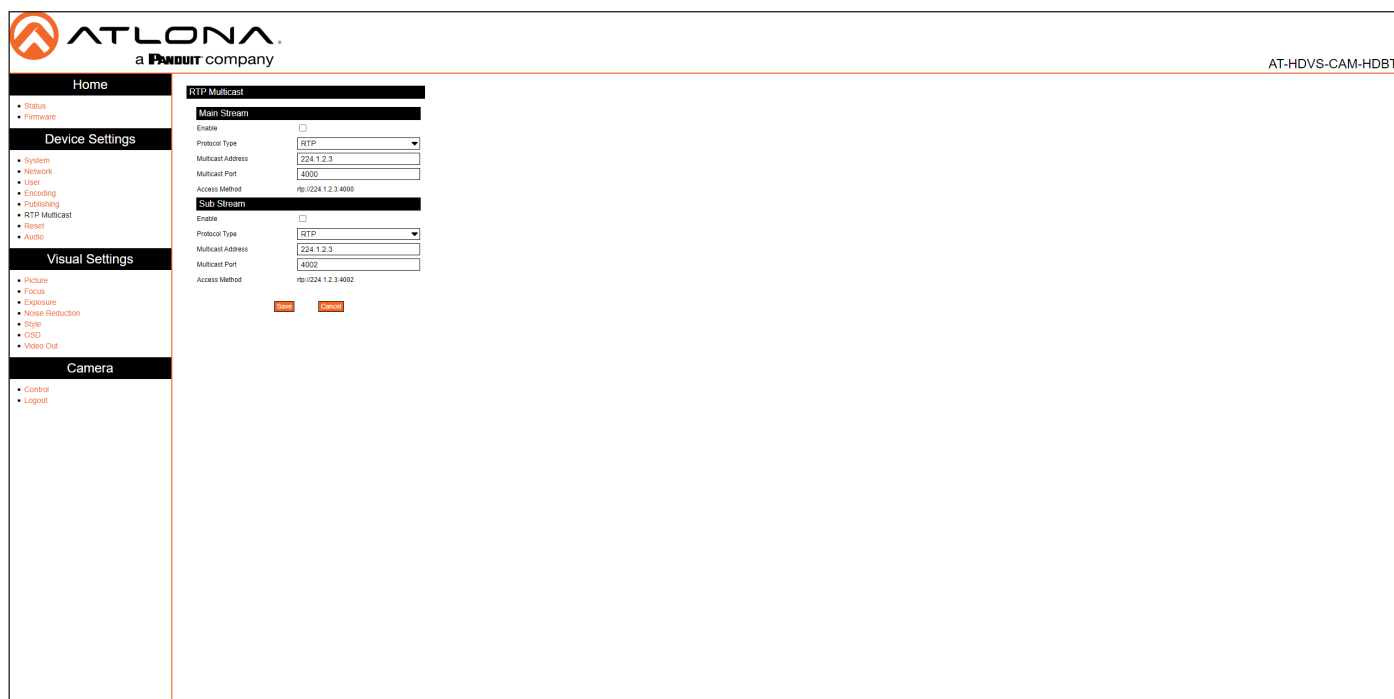 ATLONA.
a PANDUIT company
AT-HDVS-CAM-HDBT
Home
Status
Firmware
Device Settings
System
Network
User
Encoding
Publishing
RTP Multicast
Reset
Audio
Visual Settings
Picture
Focus
Exposure
Noise Reduction
Style
OSD
Video Out
Camera
Control
Logout
RTP Multicast
Main Stream
Enable
Protocol Type RTP
Multicast Address 224.1.2.3
Multicast Port 4000
Access Method rtp://224.1.2.3:4000
Sub Stream
Enable
Protocol Type RTP
Multicast Address 224.1.2.3
Multicast Port 4002
Access Method rtp://224.1.2.3:4002
Save Cancel